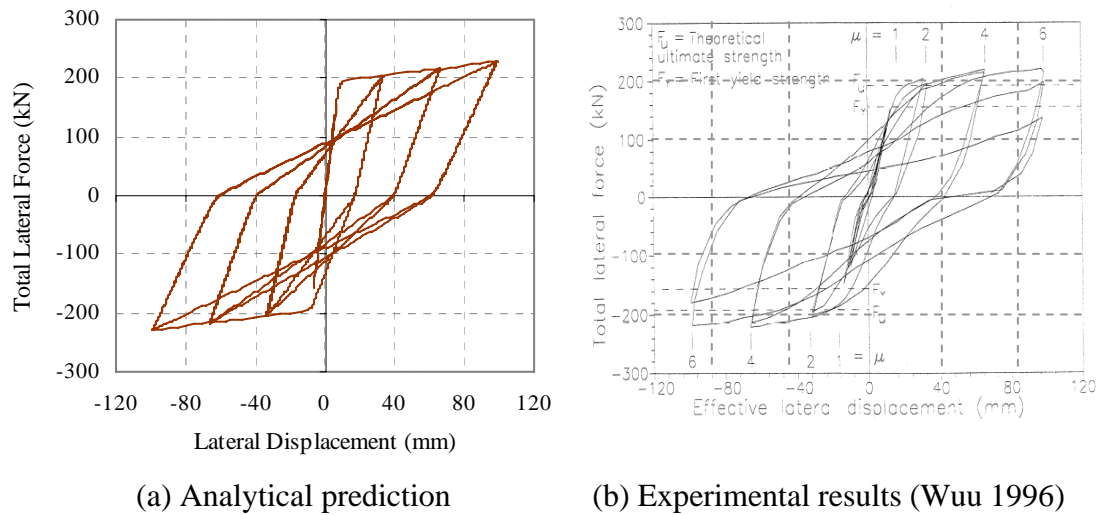 300
200
100
0
-100
-200
-300
-120 -80 -40 0 40 80 120
Total Lateral Force (kN)
Lateral Displacement (mm)
(a) Analytical prediction
300
200
100
0
-100
-200
-300
-120 -80 -40 0 40 80 120
Total lateral force (kN)
Effective lateral displacement (mm)
Fu = Theoretical
ultimate strength
Fy = First yield strength
μ = 1 2 4 6
Fu
Fy
Fy
Fu
6 4 2 1 = μ
(b) Experimental results (Wuu 1996)